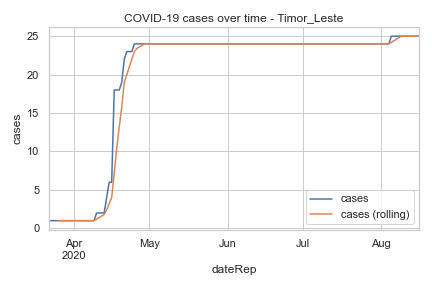 COVID-19 cases over time - Timor_Leste
25
20
15
10
5
0
cases
cases
cases (rolling)
Apr
2020
May
Jun
Jul
Aug
dateRep